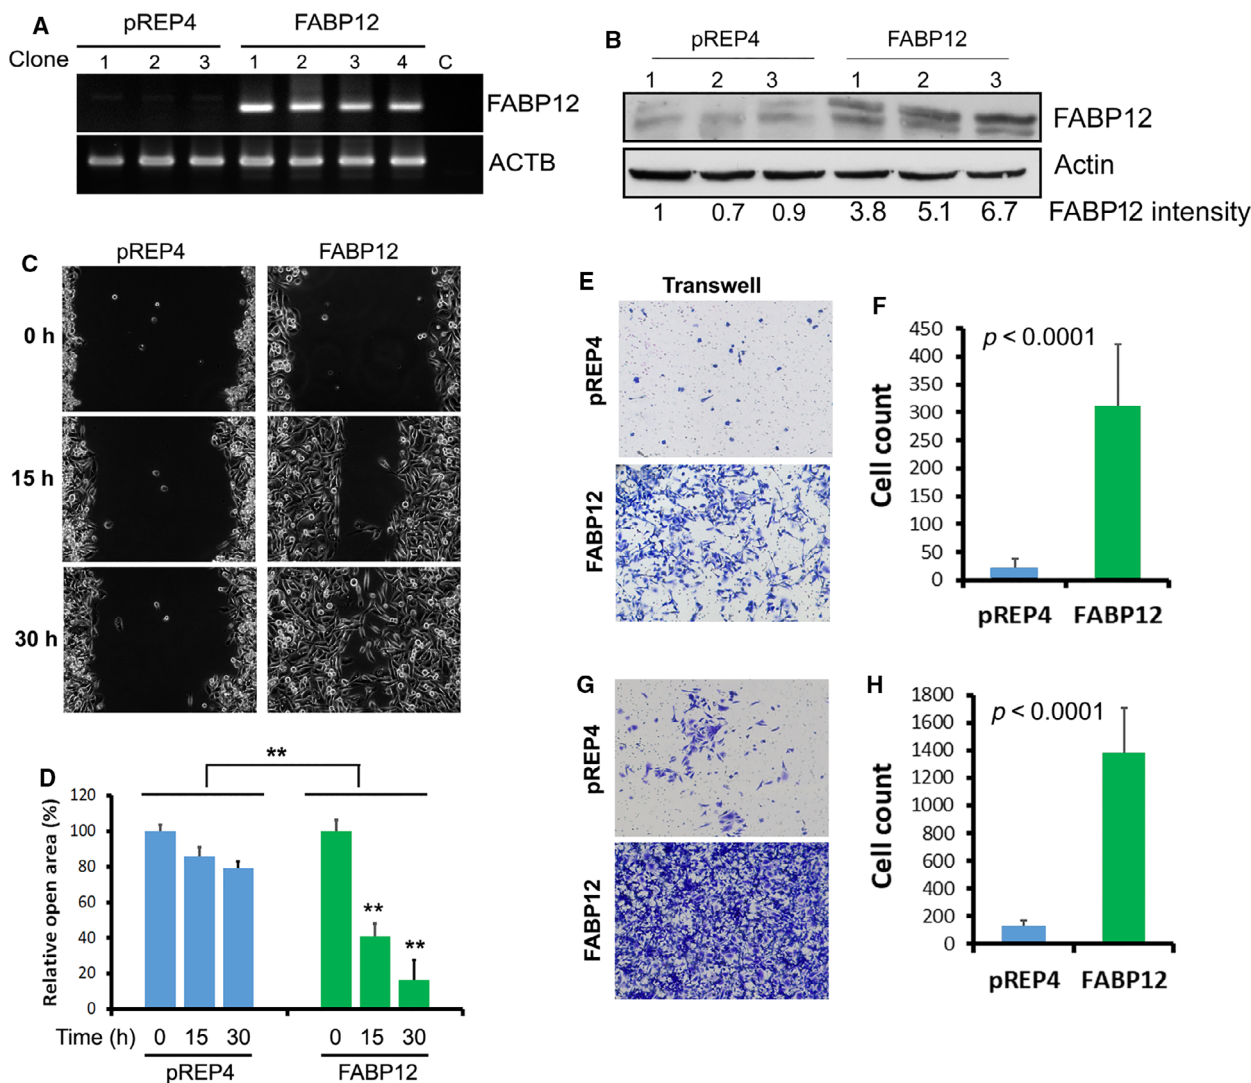 A
pREP4 FABP12
Clone 1 2 3 1 2 3 4 C
FABP12
ACTB
B
pREP4 FABP12
1 2 3 1 2 3
FABP12
Actin
1 0.7 0.9 3.8 5.1 6.7 FABP12 intensity
C
pREP4 FABP12
0 h
15 h
30 h
D
**
Relative open area (%)
120
100
80
60
40
20
0
**
**
Time (h) 0 15 30 0 15 30
pREP4 FABP12
E
Transwell
pREP4
FABP12
F
p < 0.0001
Cell count
450
400
350
300
250
200
150
100
50
0
pREP4 FABP12
G
pREP4
FABP12
H
p < 0.0001
Cell count
1800
1600
1400
1200
1000
800
600
400
200
0
pREP4 FABP12